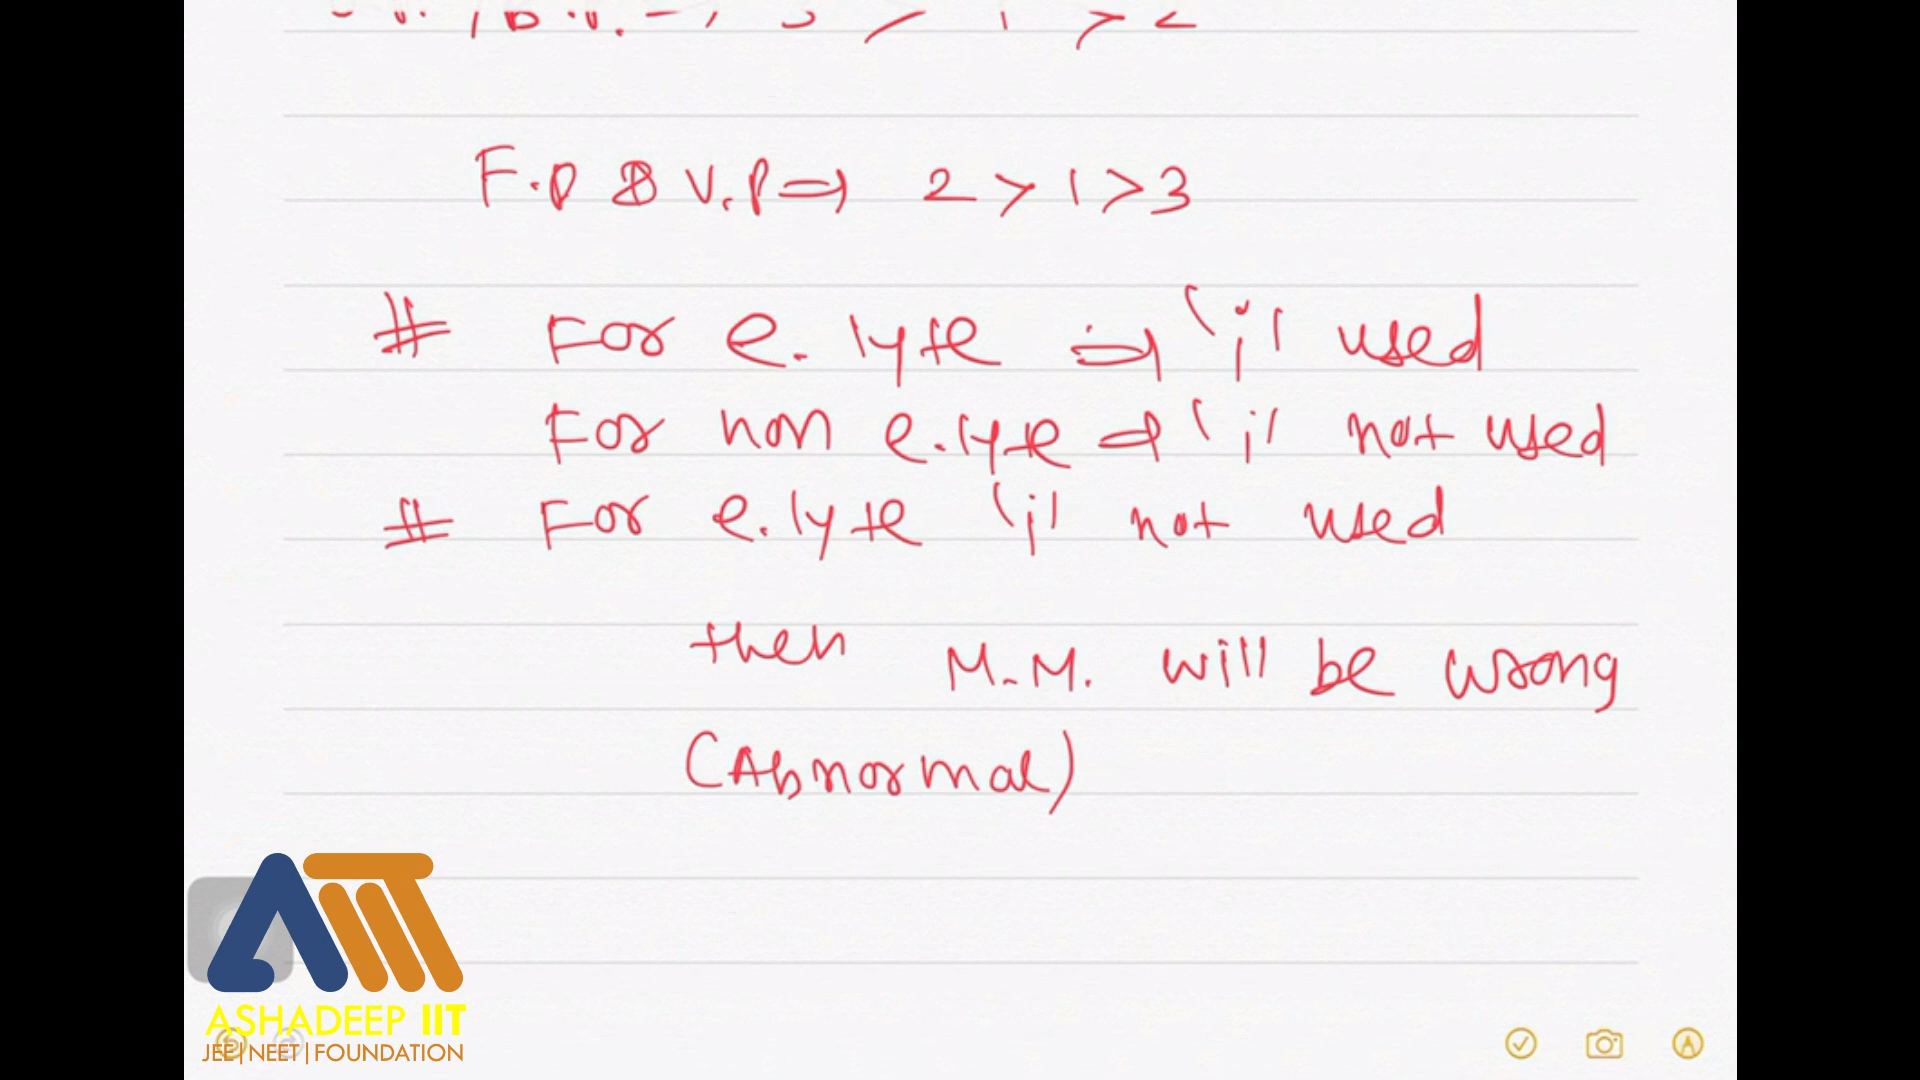 F.P & V.P ⇒ 2 > 1 > 3
# For e.lyte ⇒ 'i' used
For non e.lyte ⇒ 'i' not used
# For e.lyte 'i' not used
then M.M. will be wrong
(Abnormal)
ASHADEEP IIT
JEE|NEET|FOUNDATION